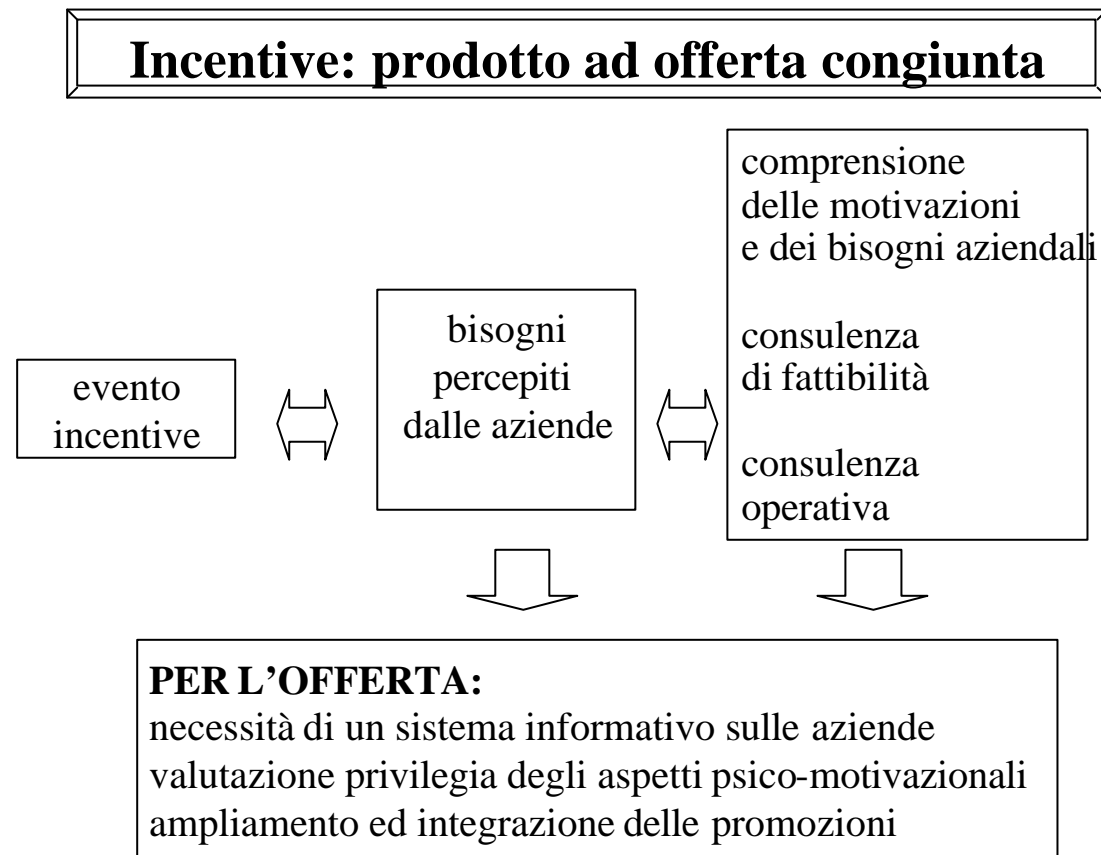 Incentive: prodotto ad offerta congiunta
evento
incentive
bisogni
percepiti
dalle aziende
comprensione
delle motivazioni
e dei bisogni aziendali
consulenza
di fattibilità
consulenza
operativa
PER L’OFFERTA:
necessità di un sistema informativo sulle aziende
valutazione privilegia degli aspetti psico-motivazionali
ampliamento ed integrazione delle promozioni